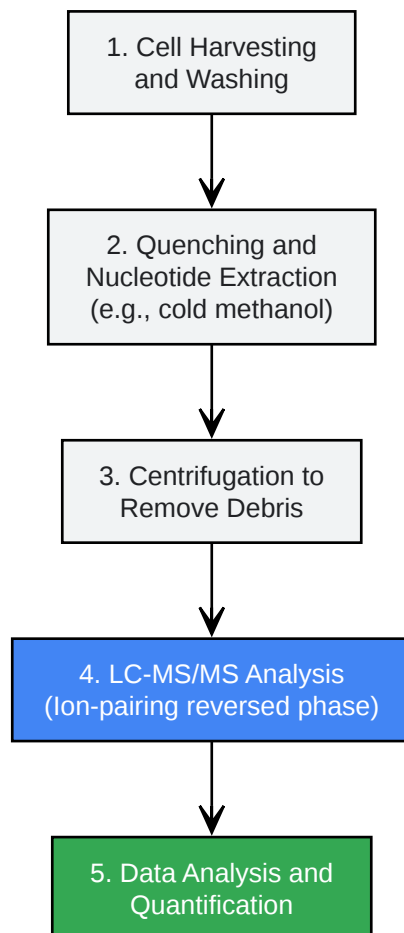 1. Cell Harvesting
and Washing
2. Quenching and
Nucleotide Extraction
(e.g., cold methanol)
3. Centrifugation to
Remove Debris
4. LC-MS/MS Analysis
(Ion-pairing reversed phase)
5. Data Analysis and
Quantification